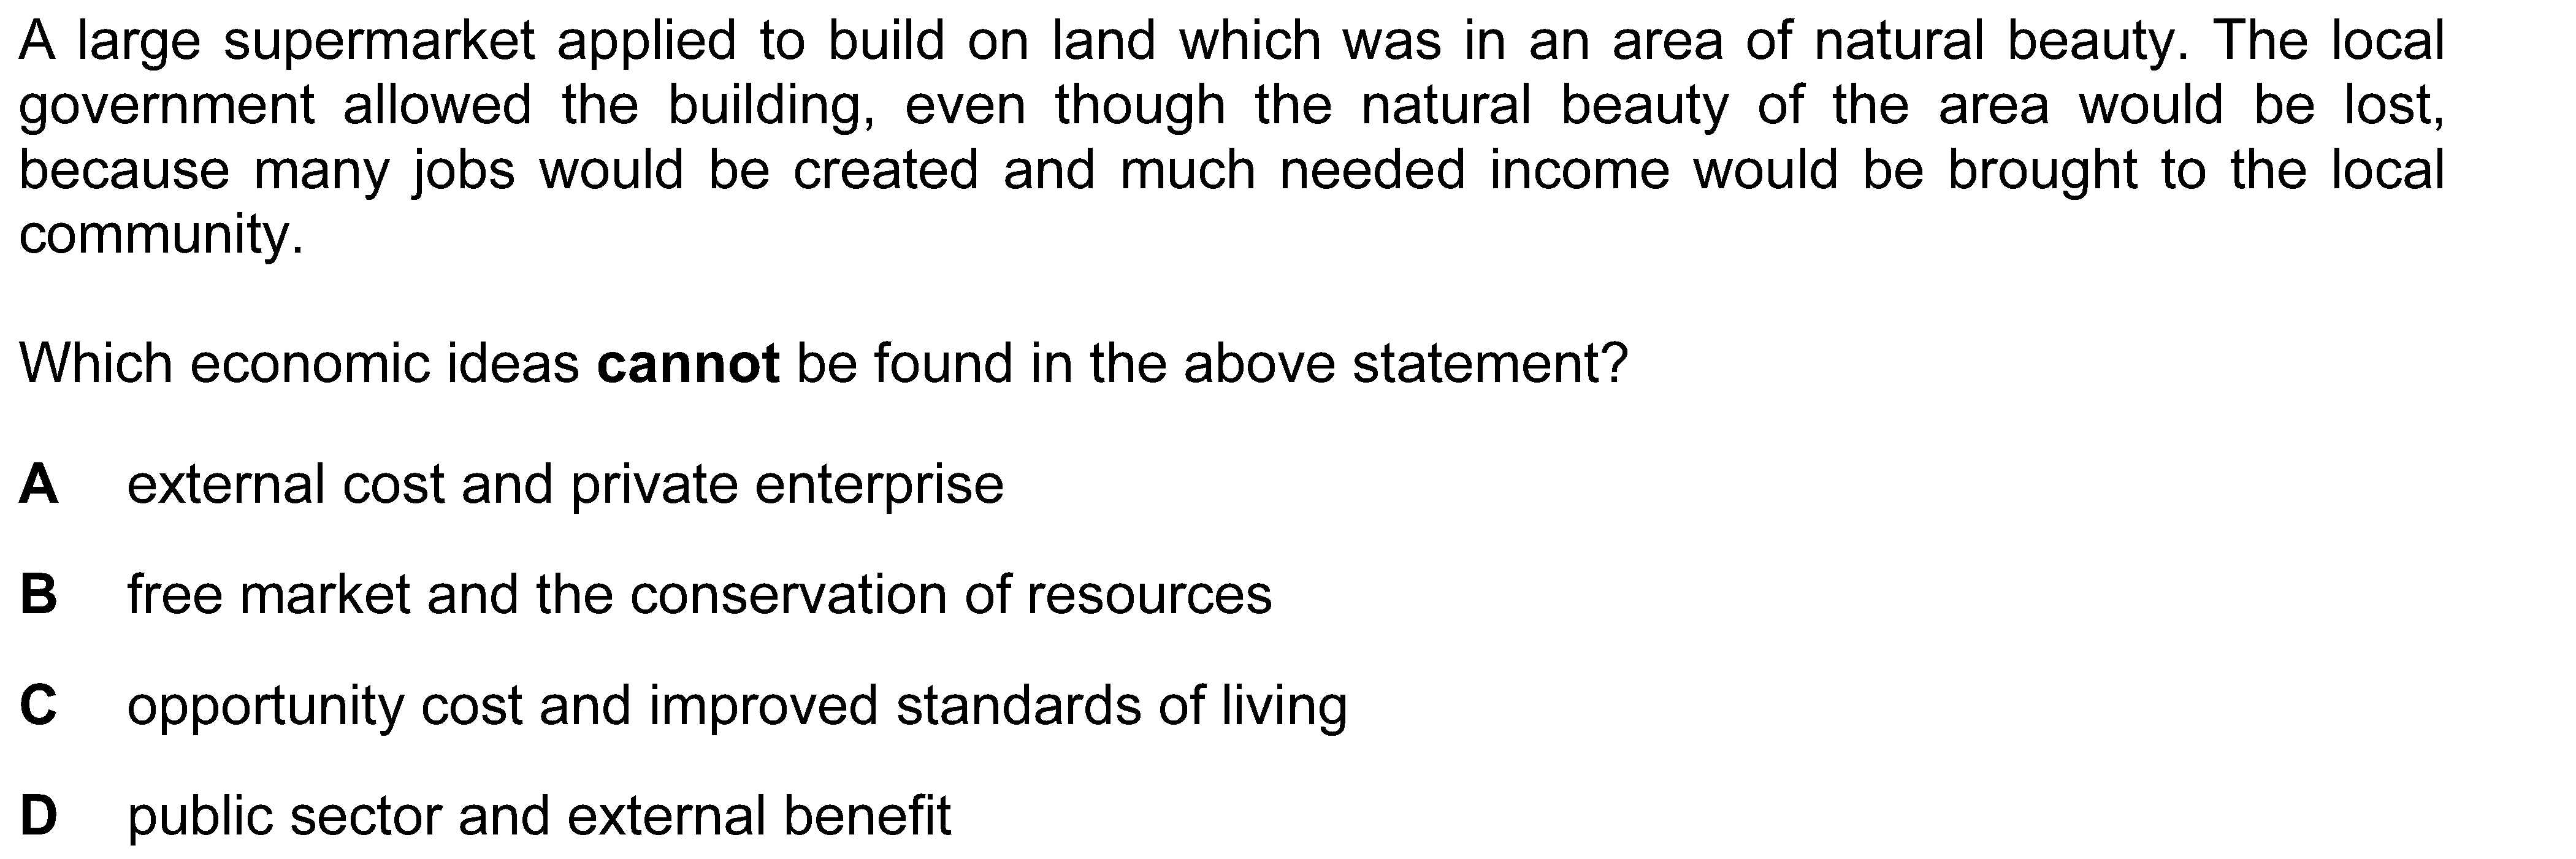 A large supermarket applied to build on land which was in an area of natural beauty. The local
government allowed the building, even though the natural beauty of the area would be lost,
because many jobs would be created and much needed income would be brought to the local
community.
Which economic ideas cannot be found in the above statement?
A external cost and private enterprise
B free market and the conservation of resources
C opportunity cost and improved standards of living
D public sector and external benefit